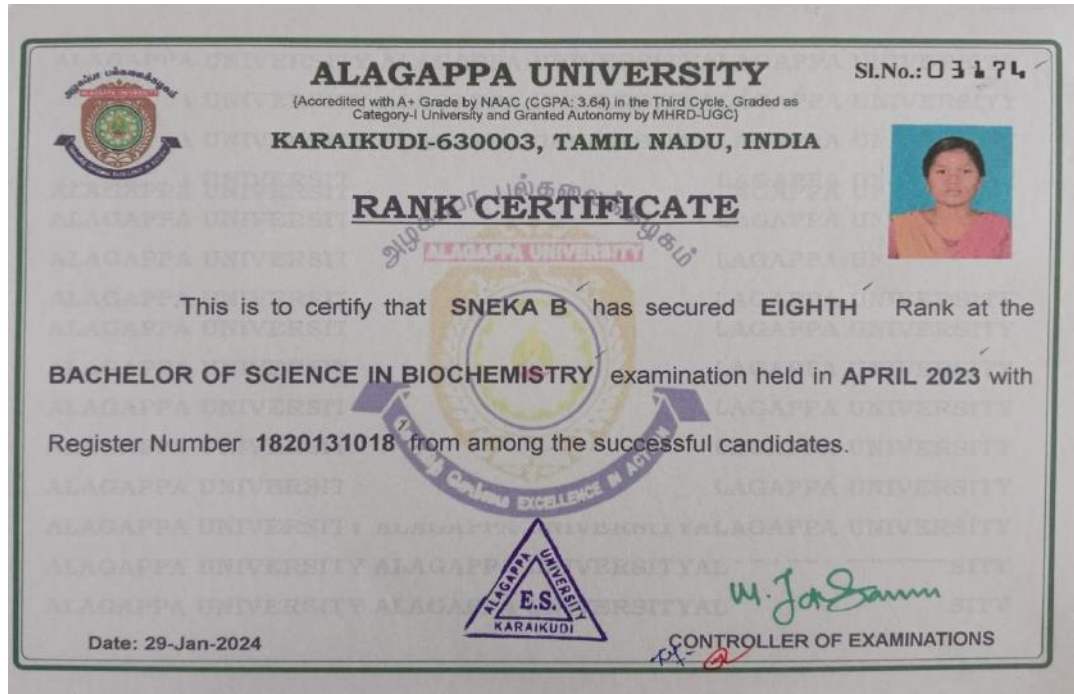 ALAGAPPA UNIVERSITY
Sl.No.: 03174
(Accredited with A+ Grade by NAAC (CGPA: 3.64) in the Third Cycle, Graded as
Category-I University and Granted Autonomy by MHRD-UGC)
KARAIKUDI-630003, TAMIL NADU, INDIA
RANK CERTIFICATE
அழகப்பா பல்கலைக்கழகம்
ALAGAPPA UNIVERSITY
This is to certify that SNEKA B has secured EIGHTH Rank at the
BACHELOR OF SCIENCE IN BIOCHEMISTRY examination held in APRIL 2023 with
Register Number 1820131018 from among the successful candidates.
EXCELLENCE IN ACTION
ALAGAPPA UNIVERSITY
E.S.
KARAIKUDI
Date: 29-Jan-2024
CONTROLLER OF EXAMINATIONS